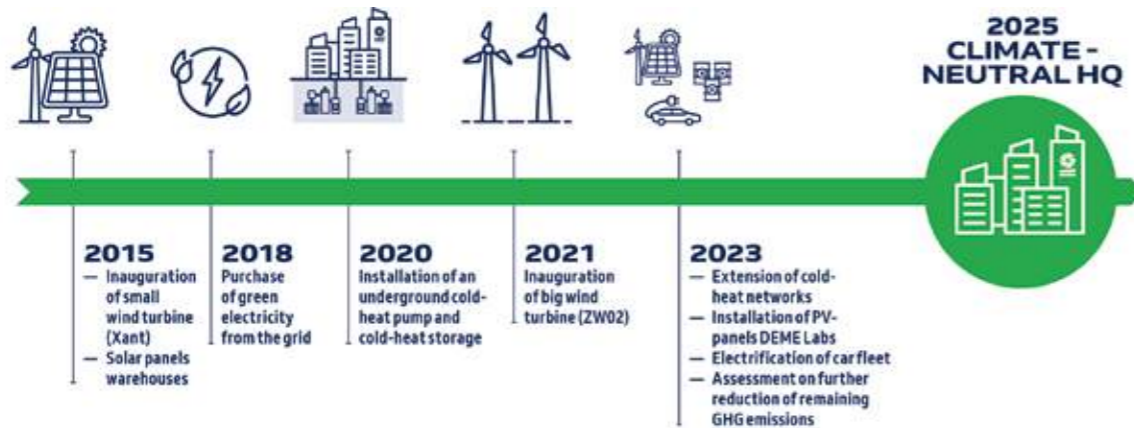 2025
CLIMATE -
NEUTRAL HQ
2015
— Inauguration
of small
wind turbine
(Xant)
— Solar panels
warehouses
2018
Purchase
of green
electricity
from the grid
2020
Installation of an
underground cold-
heat pump and
cold-heat storage
2021
Inauguration
of big wind
turbine (ZW02)
2023
— Extension of cold-
heat networks
— Installation of PV-
panels DEME Labs
— Electrification of car fleet
— Assessment on further
reduction of remaining
GHG emissions